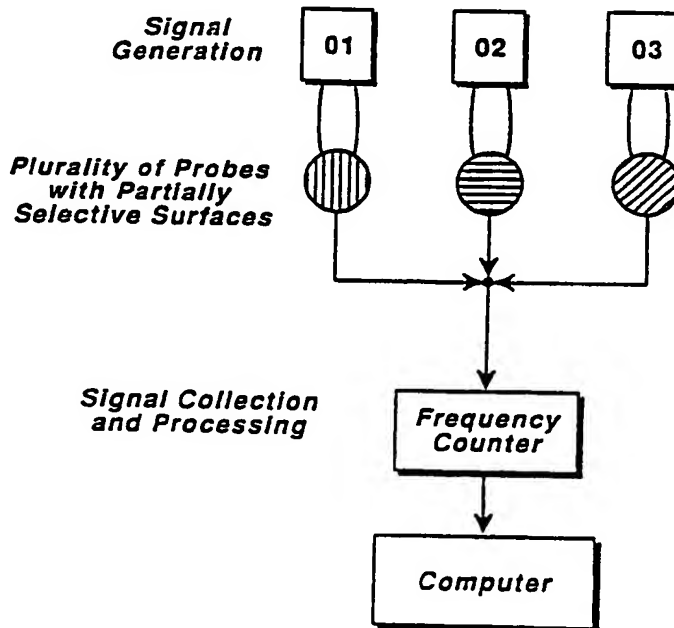 Signal
Generation
01
02
03
Plurality of Probes
with Partially
Selective Surfaces
Signal Collection
and Processing
Frequency
Counter
Computer